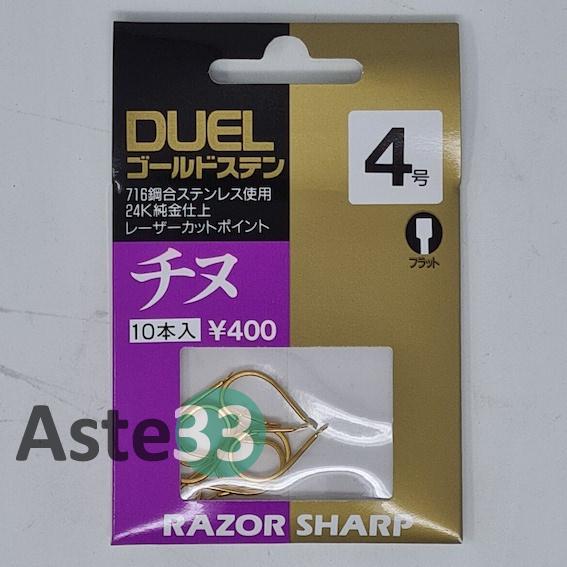 DUEL
ゴールドステン
716鋼合ステンレス使用
24K純金仕上
レーザーカットポイント
チヌ
10本入 ¥400
4号
フラット
Aste33
RAZOR SHARP